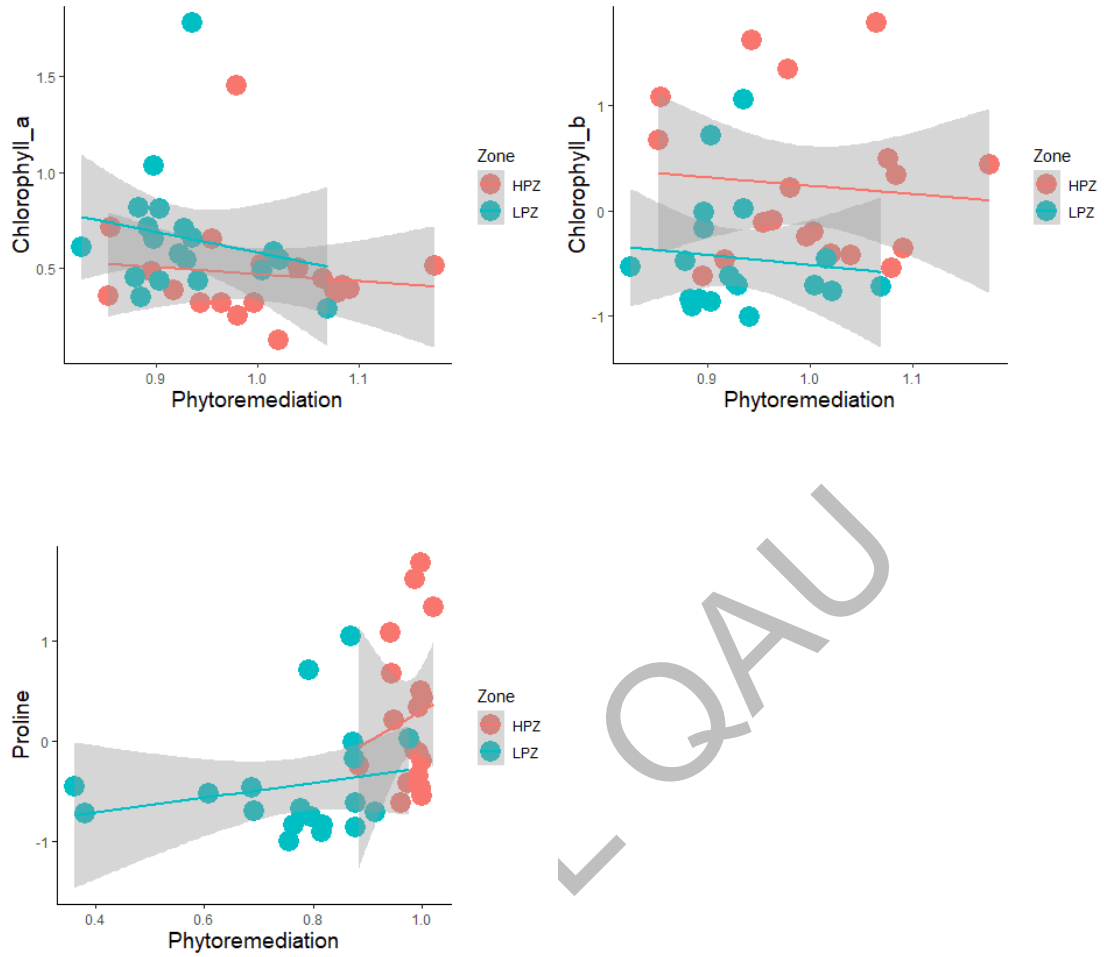 Chlorophyll_a
1.5
1.0
0.5
0.9
1.0
1.1
Phytoremediation
Zone
HPZ
LPZ
Chlorophyll_b
1
0
-1
0.9
1.0
1.1
Phytoremediation
Zone
HPZ
LPZ
Proline
1
0
-1
0.4
0.6
0.8
1.0
Phytoremediation
Zone
HPZ
LPZ
QAU